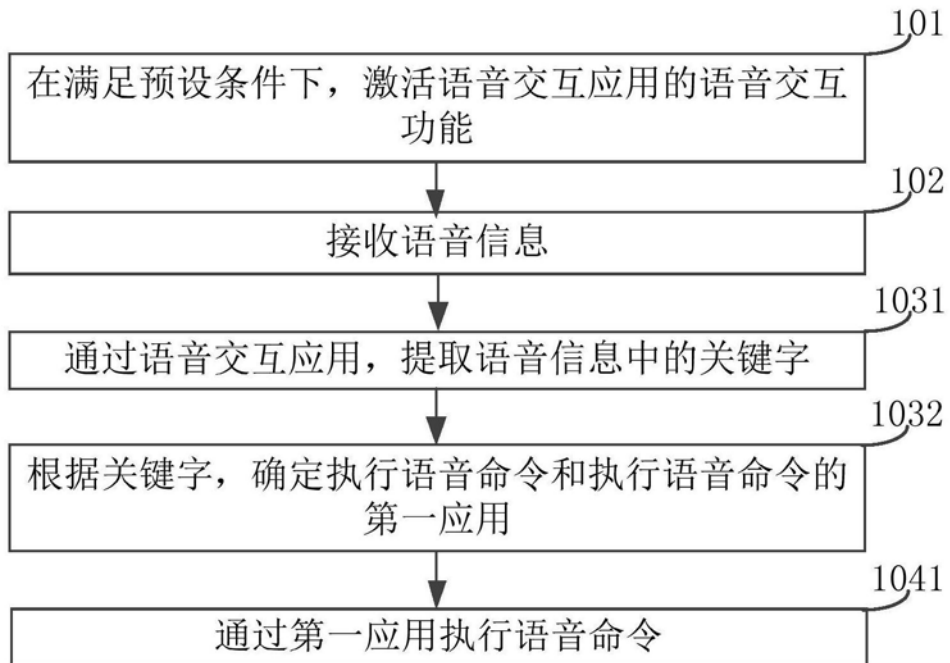 101
在满足预设条件下，激活语音交互应用的语音交互
功能
102
接收语音信息
1031
通过语音交互应用，提取语音信息中的关键字
1032
根据关键字，确定执行语音命令和执行语音命令的
第一应用
1041
通过第一应用执行语音命令